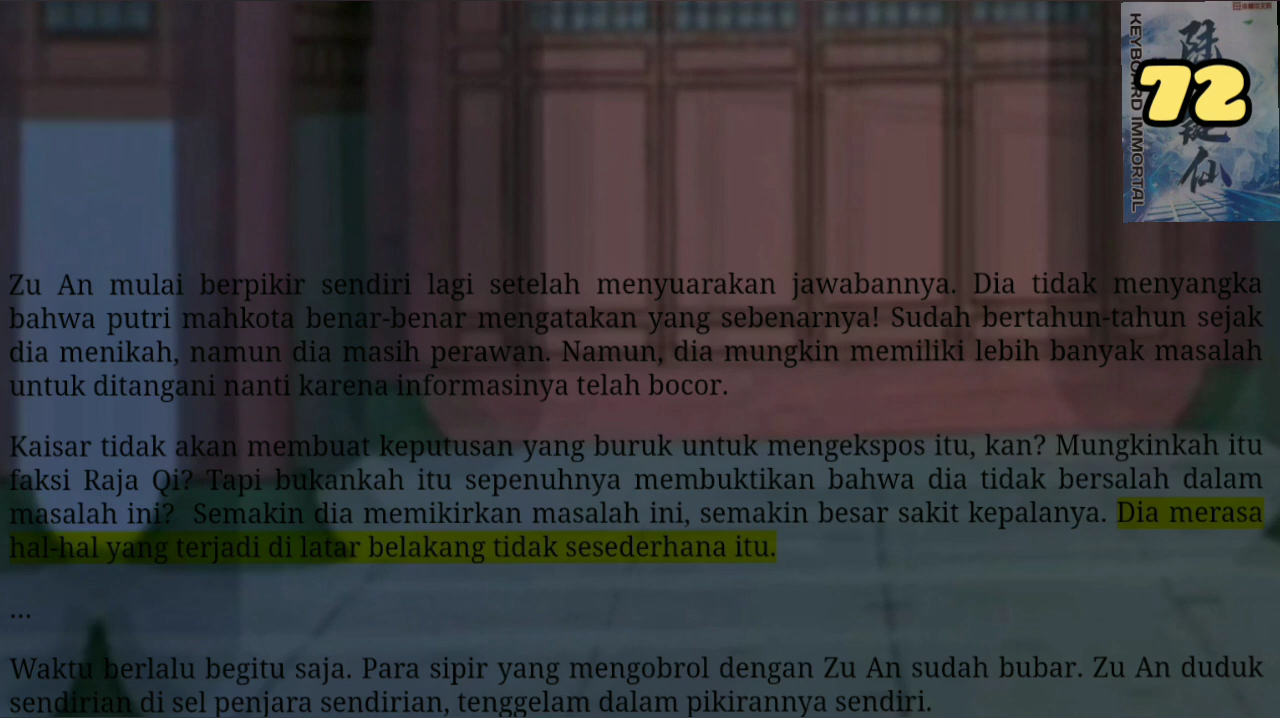 KEYBOARD IMMORTAL
72
Zu An mulai berpikir sendiri lagi setelah menyuarakan jawabannya. Dia tidak menyangka
bahwa putri mahkota benar-benar mengatakan yang sebenarnya! Sudah bertahun-tahun sejak
dia menikah, namun dia masih perawan. Namun, dia mungkin memiliki lebih banyak masalah
untuk ditangani nanti karena informasinya telah bocor.
Kaisar tidak akan membuat keputusan yang buruk untuk mengekspos itu, kan? Mungkinkah itu
faksi Raja Qi? Tapi bukankah itu sepenuhnya membuktikan bahwa dia tidak bersalah dalam
masalah ini? Semakin dia memikirkan masalah ini, semakin besar sakit kepalanya. Dia merasa
hal-hal yang terjadi di latar belakang tidak sesederhana itu.
...
Waktu berlalu begitu saja. Para sipir yang mengobrol dengan Zu An sudah bubar. Zu An duduk
sendirian di sel penjara sendirian, tenggelam dalam pikirannya sendiri.